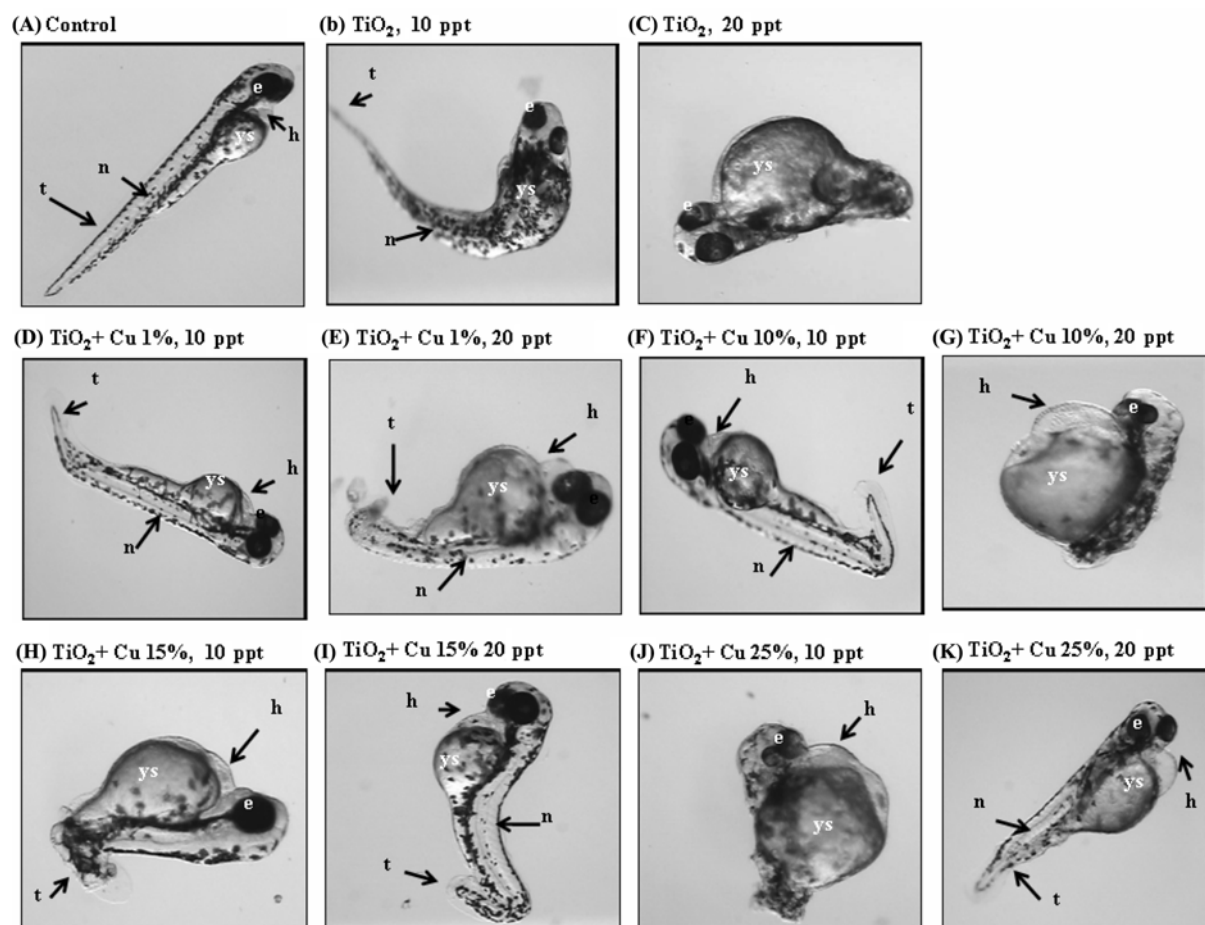 (A) Control
(b) TiO₂, 10 ppt
(C) TiO₂, 20 ppt
e
h
ys
n
t
t
e
ys
n
ys
e
(D) TiO₂+ Cu 1%, 10 ppt
(E) TiO₂+ Cu 1%, 20 ppt
(F) TiO₂+ Cu 10%, 10 ppt
(G) TiO₂+ Cu 10%, 20 ppt
t
ys
h
e
n
h
t
ys
e
n
h
t
e
ys
n
h
e
ys
(H) TiO₂+ Cu 15%, 10 ppt
(I) TiO₂+ Cu 15% 20 ppt
(J) TiO₂+ Cu 25%, 10 ppt
(K) TiO₂+ Cu 25%, 20 ppt
h
ys
e
t
h
e
ys
n
t
h
e
ys
e
ys
n
h
t